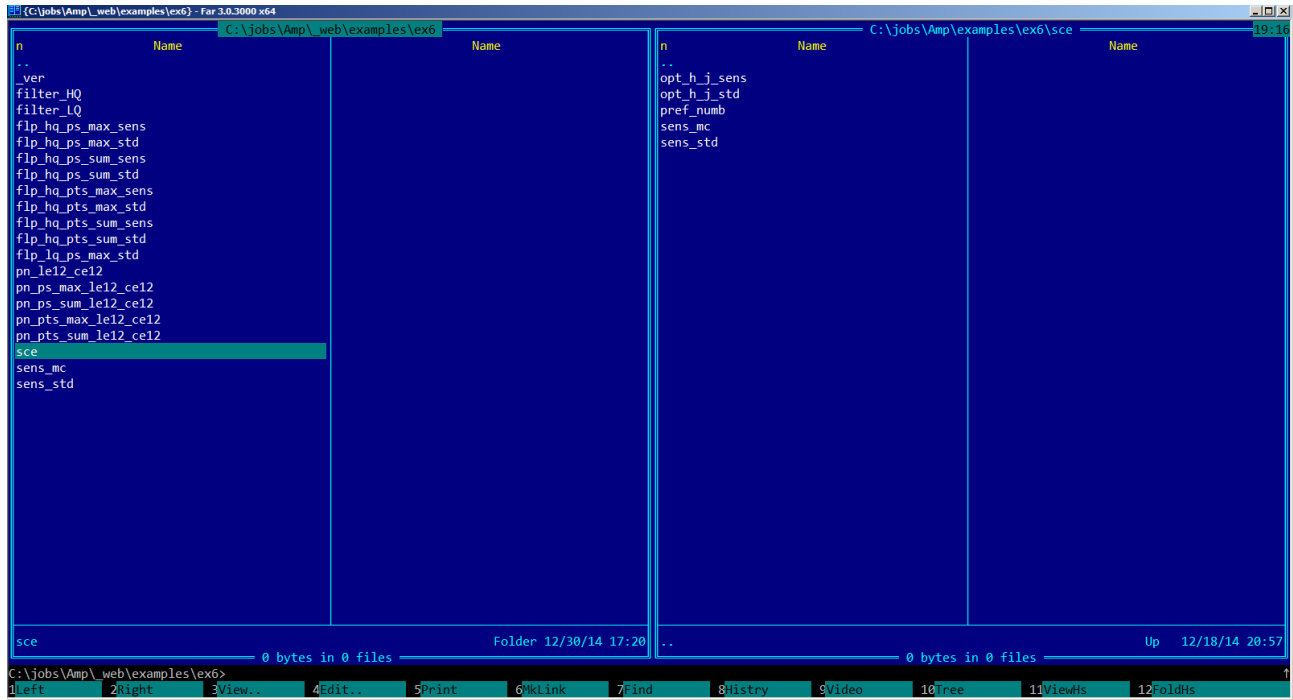 {C:\jobs\Amp\_web\examples\ex6} - Far 3.0.3000 x64
C:\jobs\Amp\_web\examples\ex6
n Name Name
..
_ver
filter_HQ
filter_LQ
flp_hq_ps_max_sens
flp_hq_ps_max_std
flp_hq_ps_sum_sens
flp_hq_ps_sum_std
flp_hq_pts_max_sens
flp_hq_pts_max_std
flp_hq_pts_sum_sens
flp_hq_pts_sum_std
flp_lq_ps_max_std
pn_le12_ce12
pn_ps_max_le12_ce12
pn_ps_sum_le12_ce12
pn_pts_max_le12_ce12
pn_pts_sum_le12_ce12
sce
sens_mc
sens_std
sce Folder 12/30/14 17:20
0 bytes in 0 files
C:\jobs\Amp\examples\ex6\sce 19:16
n Name Name
..
opt_h_j_sens
opt_h_j_std
pref_numb
sens_mc
sens_std
.. Up 12/18/14 20:57
0 bytes in 0 files
C:\jobs\Amp\_web\examples\ex6> ↑
1Left 2Right 3View.. 4Edit.. 5Print 6MkLink 7Find 8Histry 9Video 10Tree 11ViewHs 12FoldHs